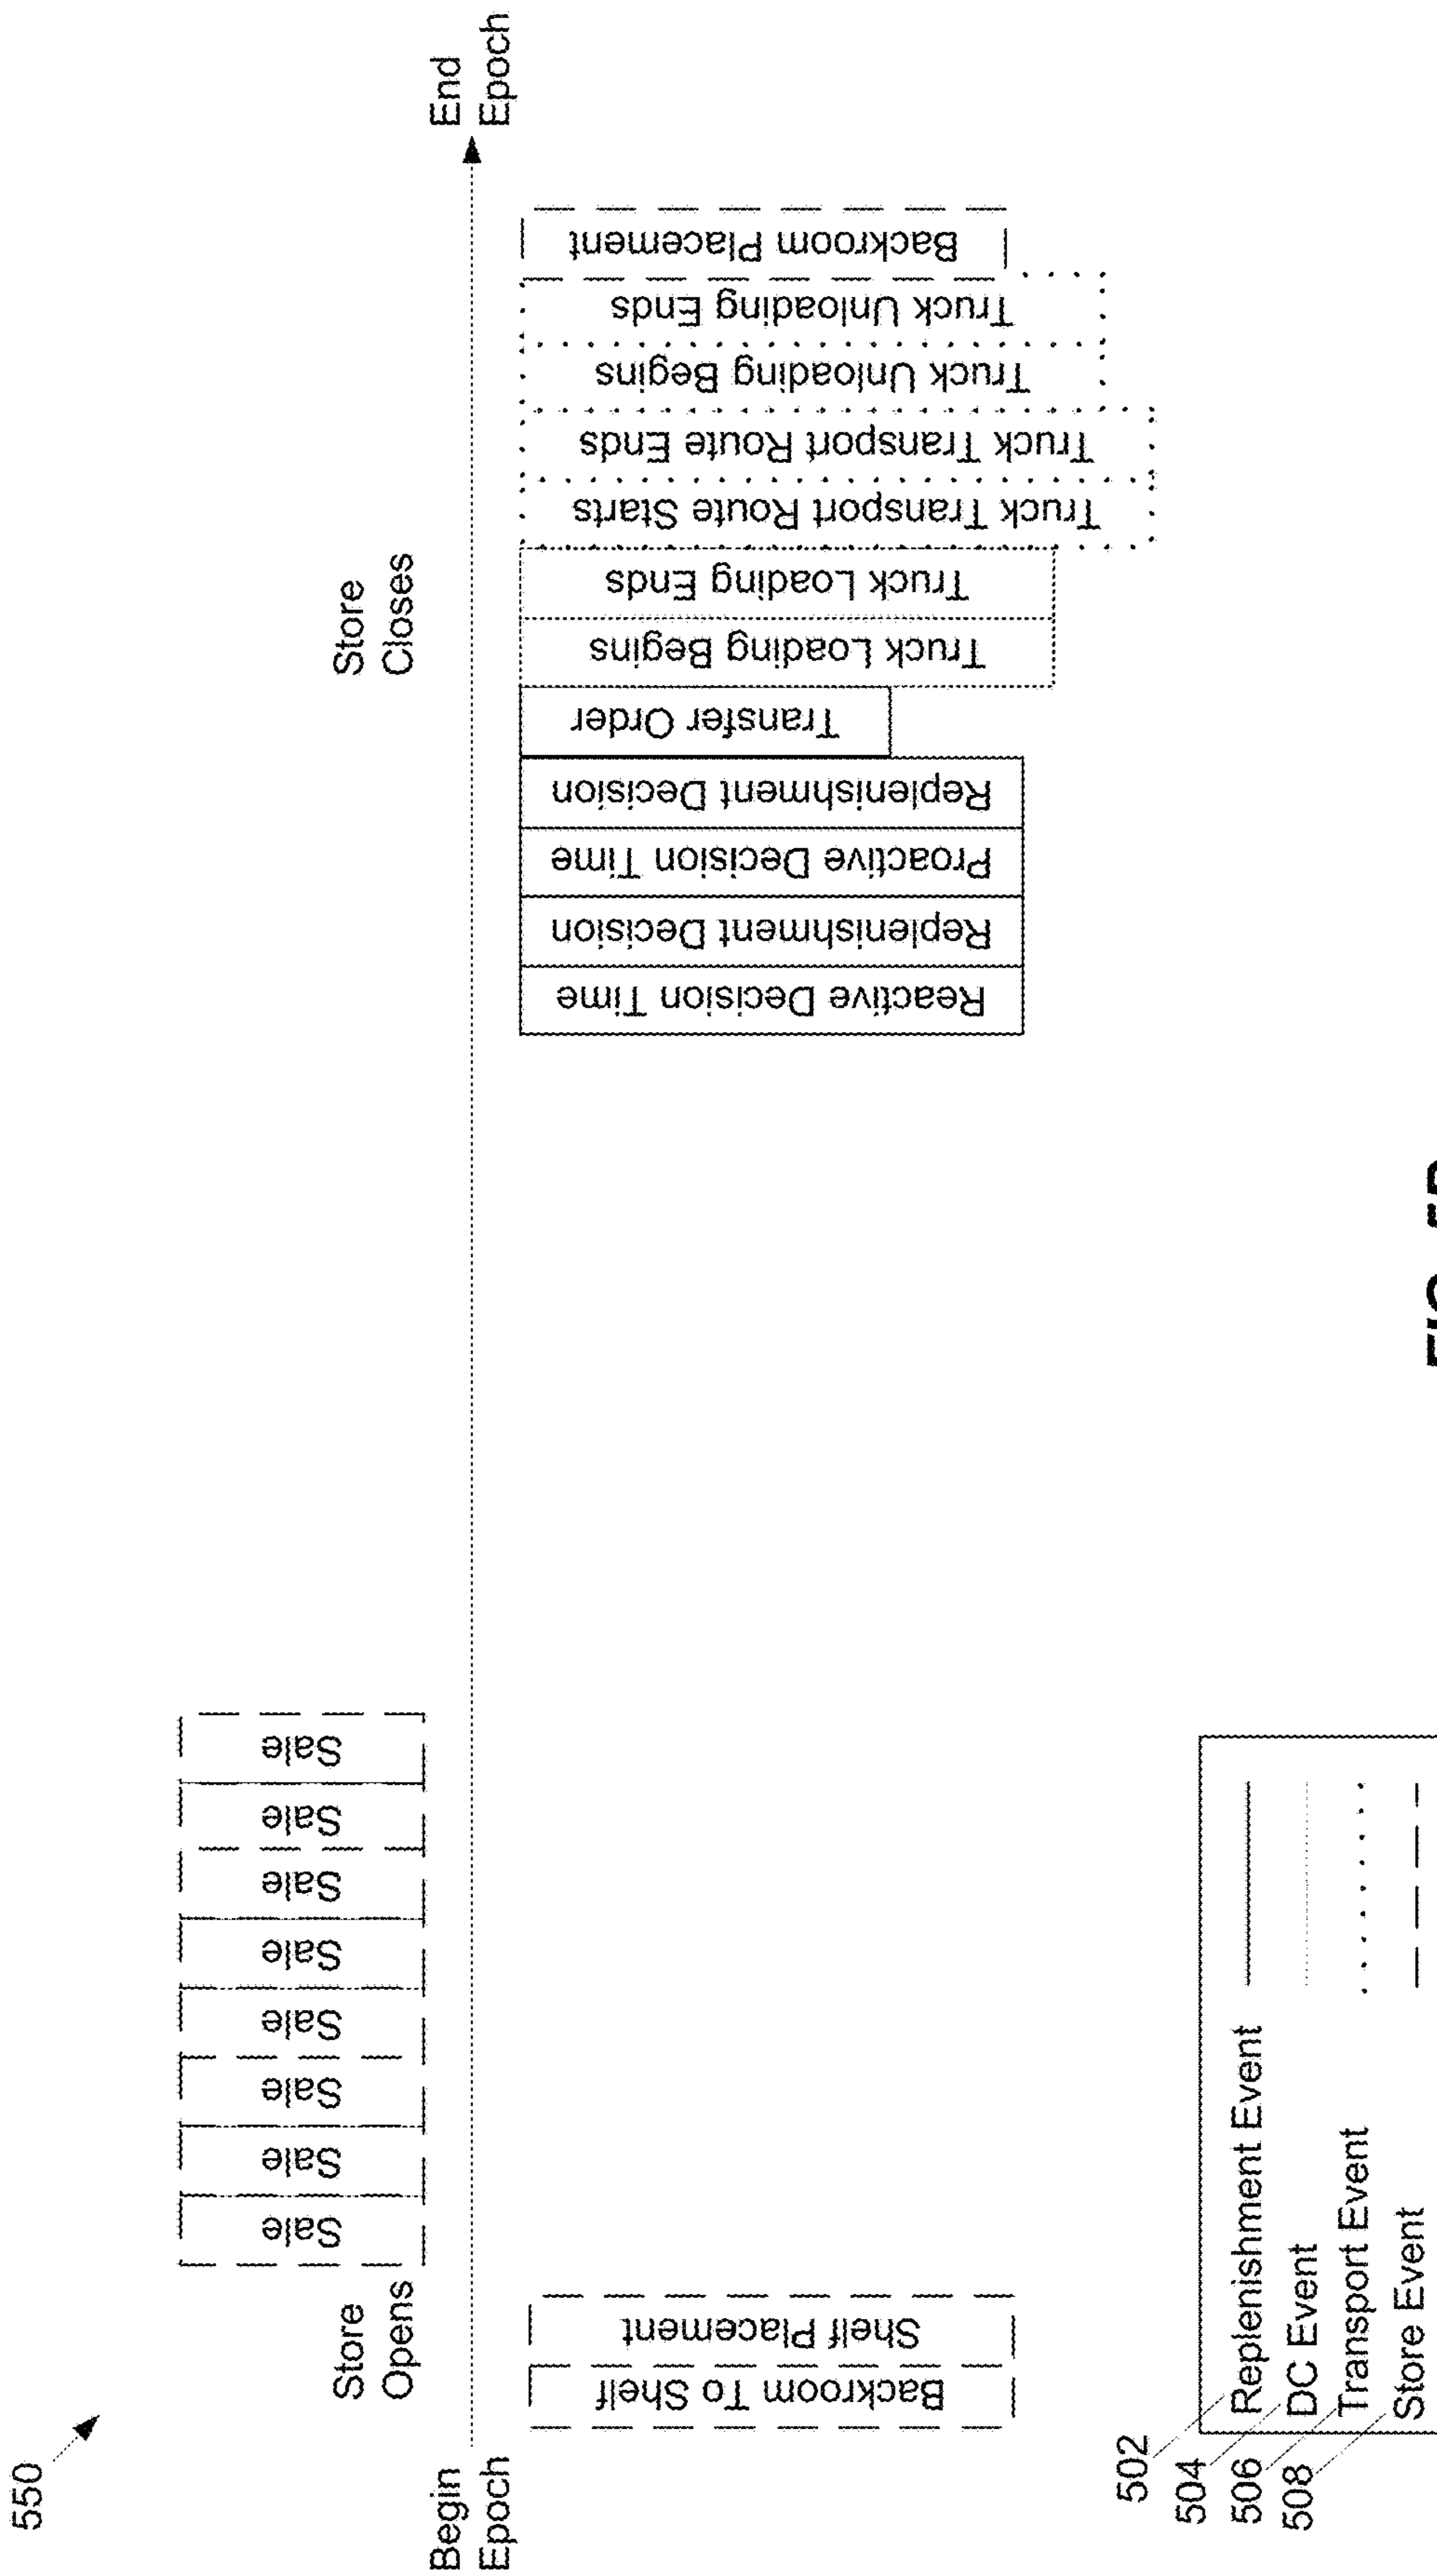 550
Sale
Sale
Sale
Sale
Sale
Sale
Sale
Sale
Store
Opens
Store
Closes
Begin
Epoch
End
Epoch
Backroom To Shelf
Shelf Placement
Reactive Decision Time
Replenishment Decision
Proactive Decision Time
Replenishment Decision
Transfer Order
Truck Loading Begins
Truck Loading Ends
Truck Transport Route Starts
Truck Transport Route Ends
Truck Unloading Begins
Truck Unloading Ends
Backroom Placement
502
Replenishment Event
504
DC Event
506
Transport Event
508
Store Event